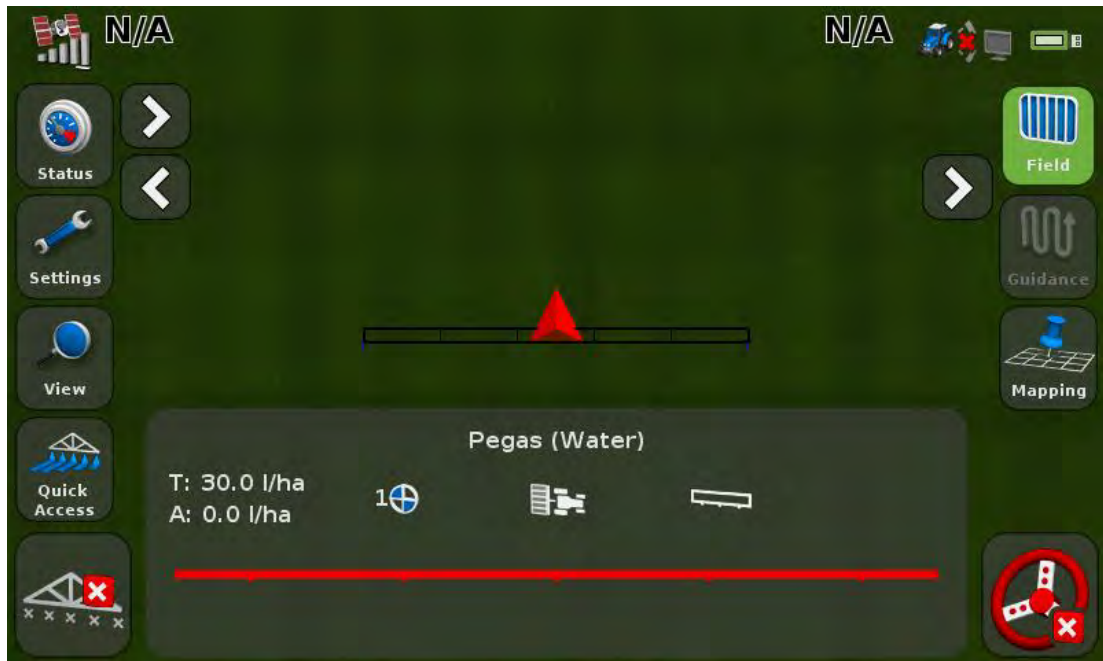 N/A
N/A
Status
Field
Settings
Guidance
View
Mapping
Pegas (Water)
Quick
Access
T: 30.0 l/ha
A: 0.0 l/ha
1